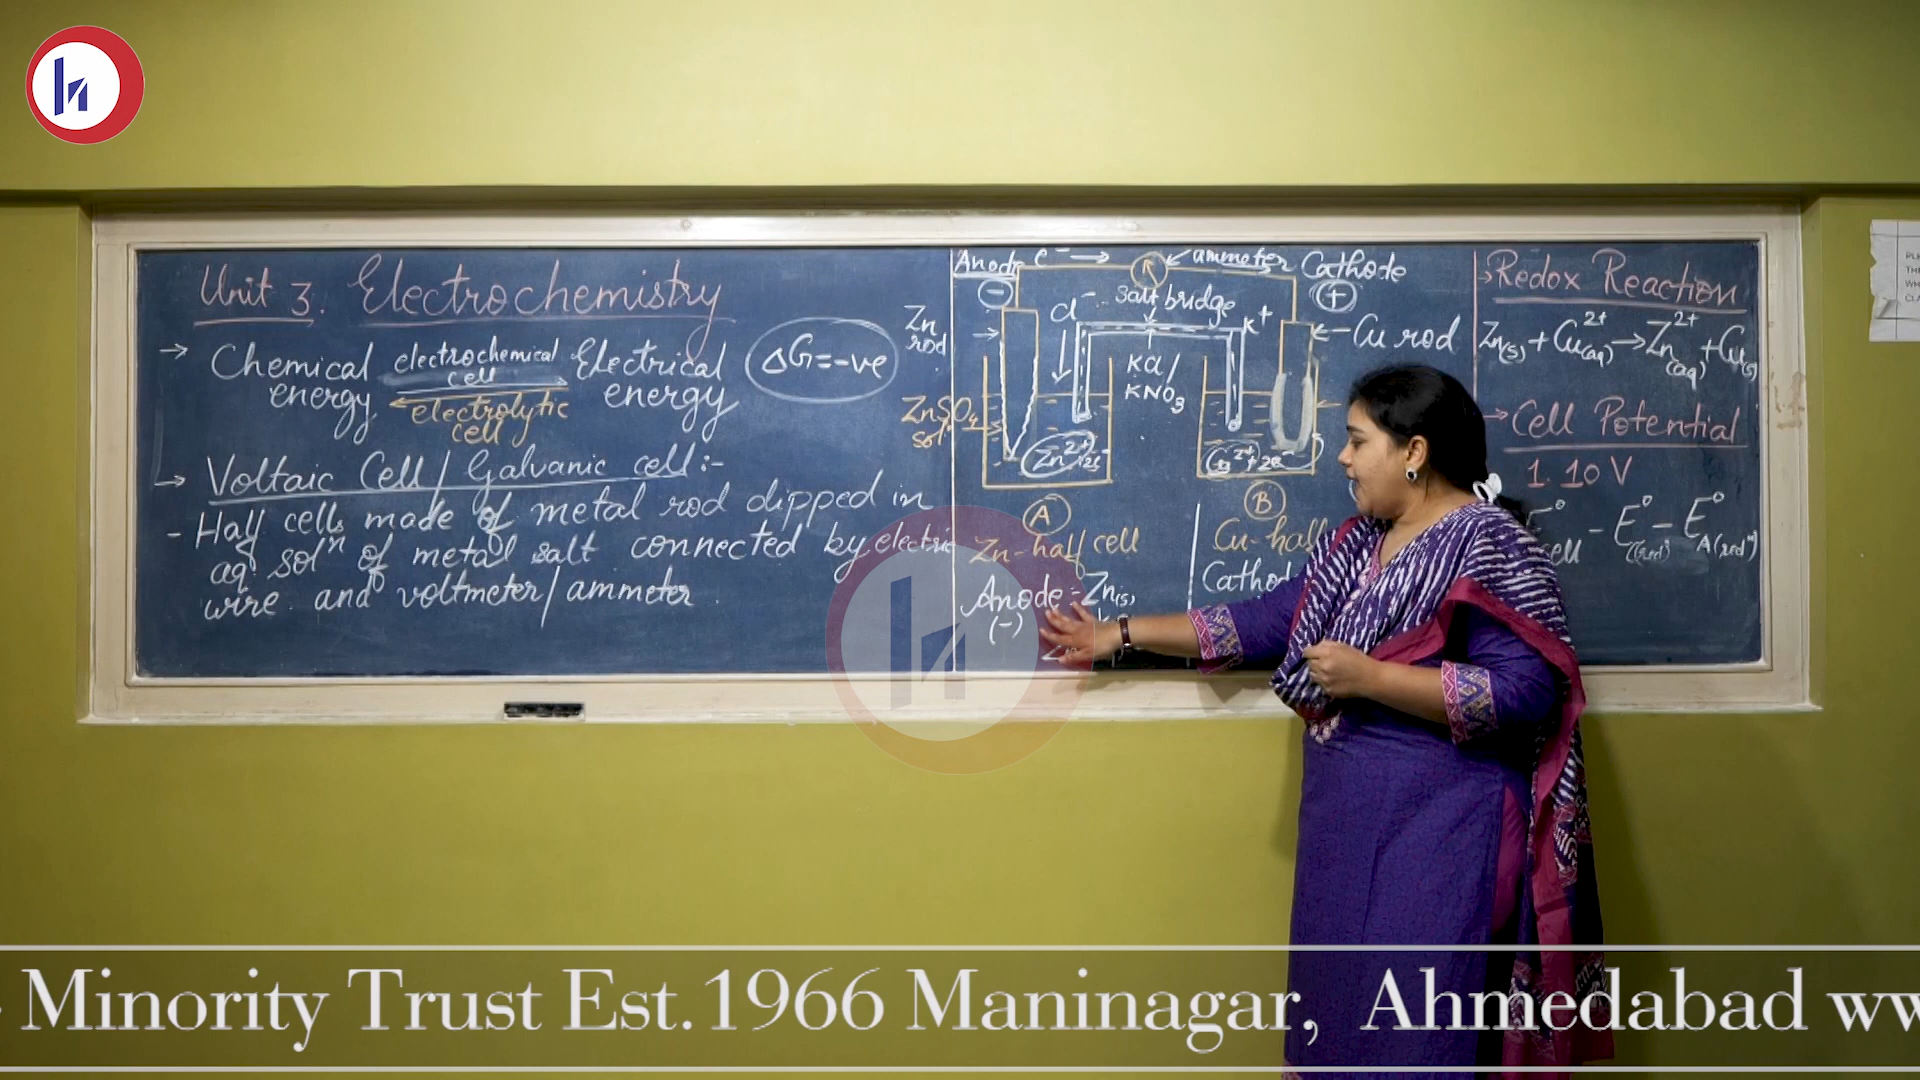 Unit 3. Electrochemistry
→ Chemical energy electrochemical cell Electrical energy
electrolytic cell
ΔG=-ve
→ Voltaic Cell / Galvanic cell:-
- Half cells made of metal rod dipped in
aq. solⁿ of metal salt connected by electric
wire and voltmeter/ammeter.
Anode e⁻ → ammeter Cathode
- +
salt bridge
Cl⁻ K⁺
Zn rod
Cu rod
KCl/
KNO₃
ZnSO₄
solⁿ
Zn²⁺
Cu²⁺+2e⁻
A B
Zn-half cell
Anode:- Zn(s)
(-)
→ Redox Reaction
Zn(s) + Cu²⁺(aq) → Zn²⁺(aq) + Cu(s)
→ Cell Potential
1.10 V
Minority Trust Est.1966 Maninagar, Ahmedabad